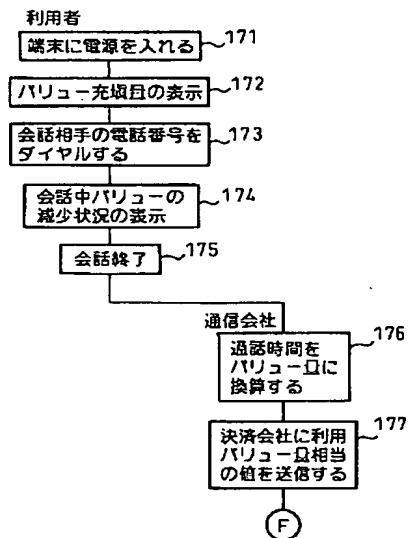 利用者
端末に電源を入れる
171
バリュー充填量の表示
172
会話相手の電話番号を
ダイヤルする
173
会話中バリューの
減少状況の表示
174
会話終了
175
通信会社
通話時間を
バリュー量に
換算する
176
決済会社に利用
バリュー量相当
の値を送信する
177
F